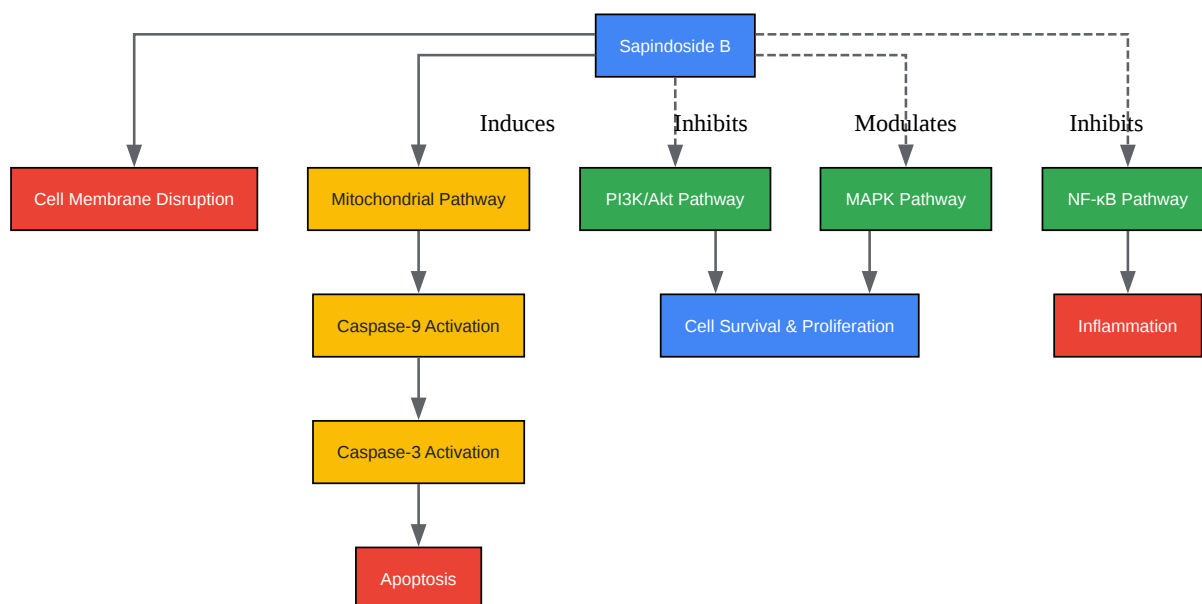 Sapindoside B
Induces
Inhibits
Modulates
Inhibits
Cell Membrane Disruption
Mitochondrial Pathway
PI3K/Akt Pathway
MAPK Pathway
NF-κB Pathway
Caspase-9 Activation
Cell Survival & Proliferation
Inflammation
Caspase-3 Activation
Apoptosis